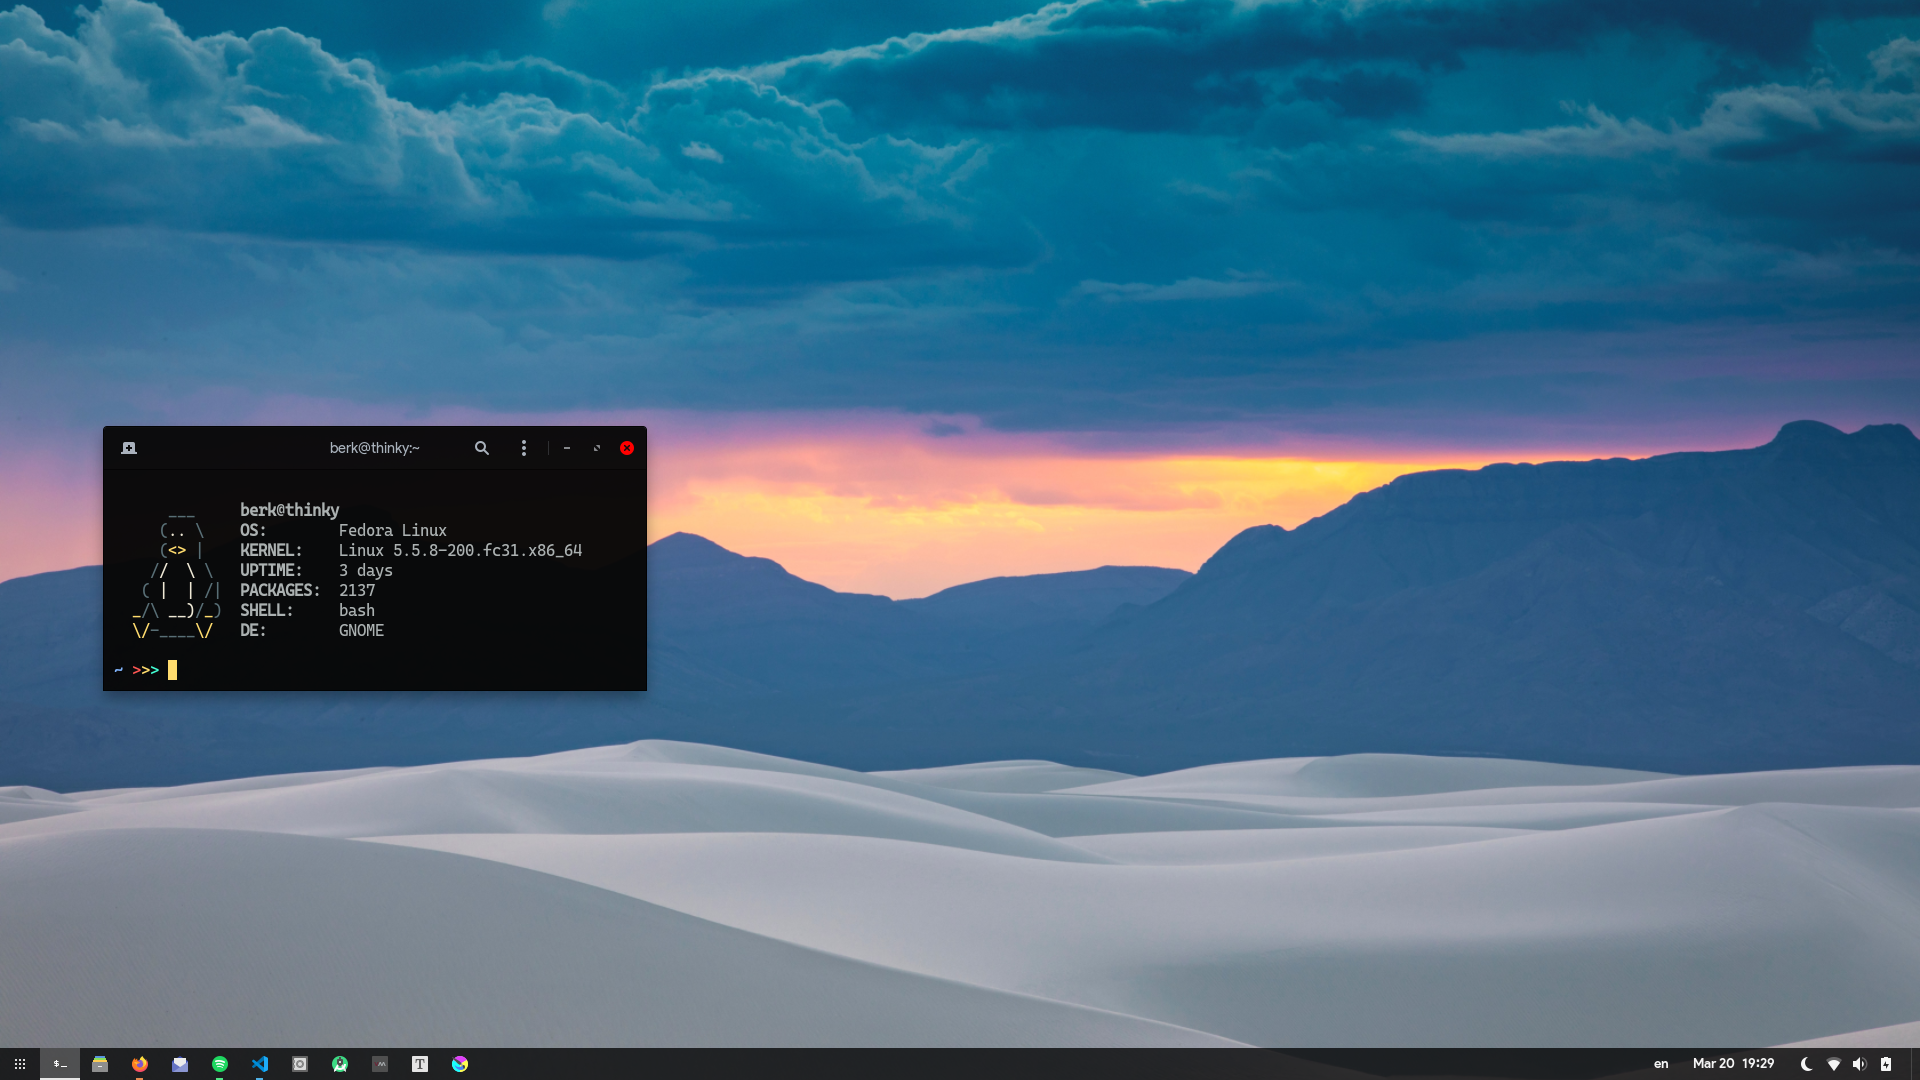 berk@thinky:~
berk@thinky
OS: Fedora Linux
KERNEL: Linux 5.5.8-200.fc31.x86_64
UPTIME: 3 days
PACKAGES: 2137
SHELL: bash
DE: GNOME
~ >>>
$_ T en Mar 20 19:29